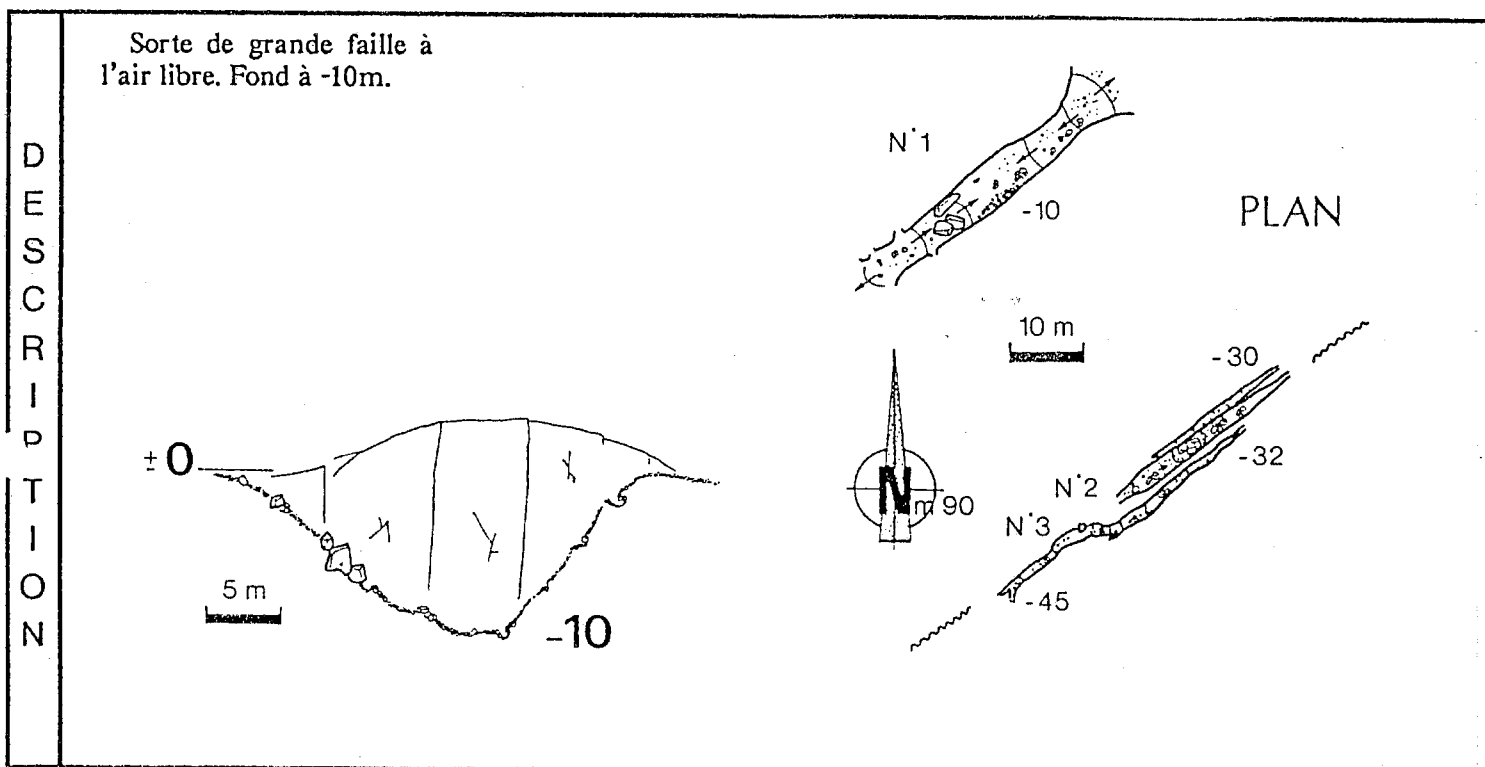 DESCRIPTION
Sorte de grande faille à
l'air libre. Fond à -10m.
± 0
5 m
-10
N°1
-10
PLAN
10 m
N
m 90
-30
-32
N°2
N°3
-45